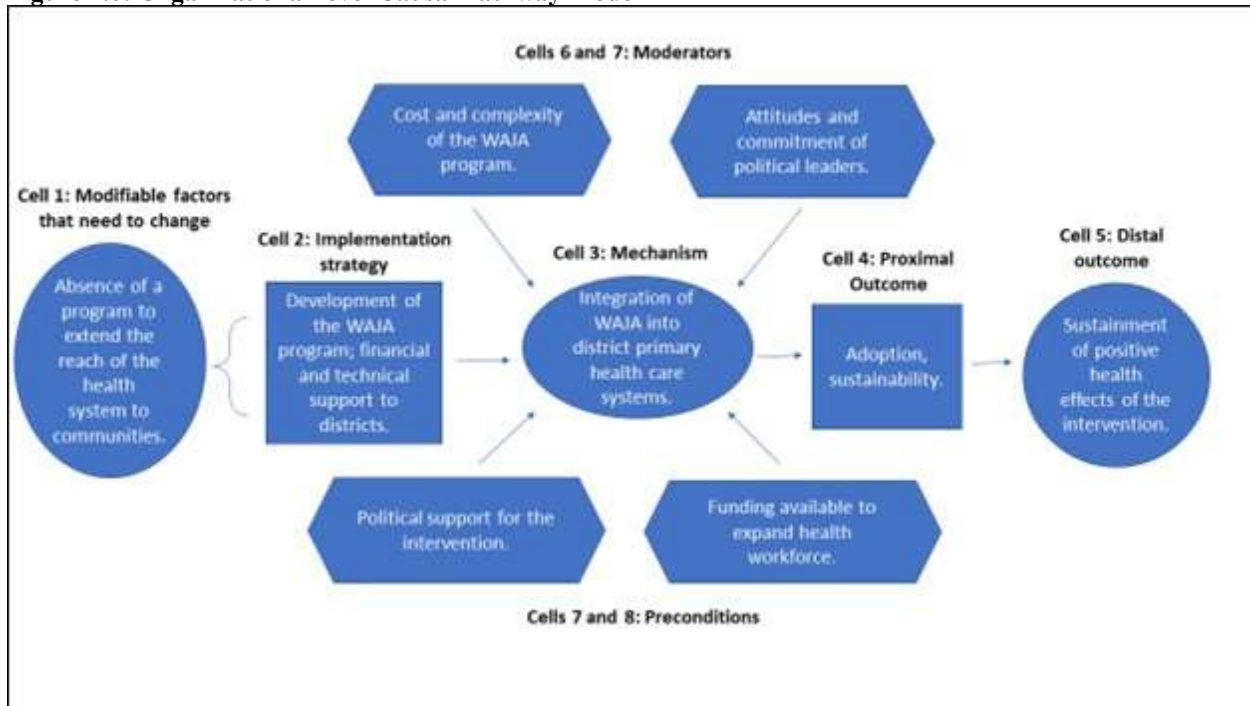 Cells 6 and 7: Moderators
Cost and complexity
of the WAJA
program.
Attitudes and
commitment of
political leaders.
Cell 1: Modifiable factors
that need to change
Absence of a
program to
extend the
reach of the
health
system to
communities.
Cell 2: Implementation
strategy
Development of
the WAJA
program; financial
and technical
support to
districts.
Cell 3: Mechanism
Integration of
WAJA into
district primary
health care
systems.
Cell 4: Proximal
Outcome
Adoption,
sustainability.
Cell 5: Distal
outcome
Sustainment
of positive
health
effects of the
intervention.
Political support for the
intervention.
Funding available to
expand health
workforce.
Cells 7 and 8: Preconditions